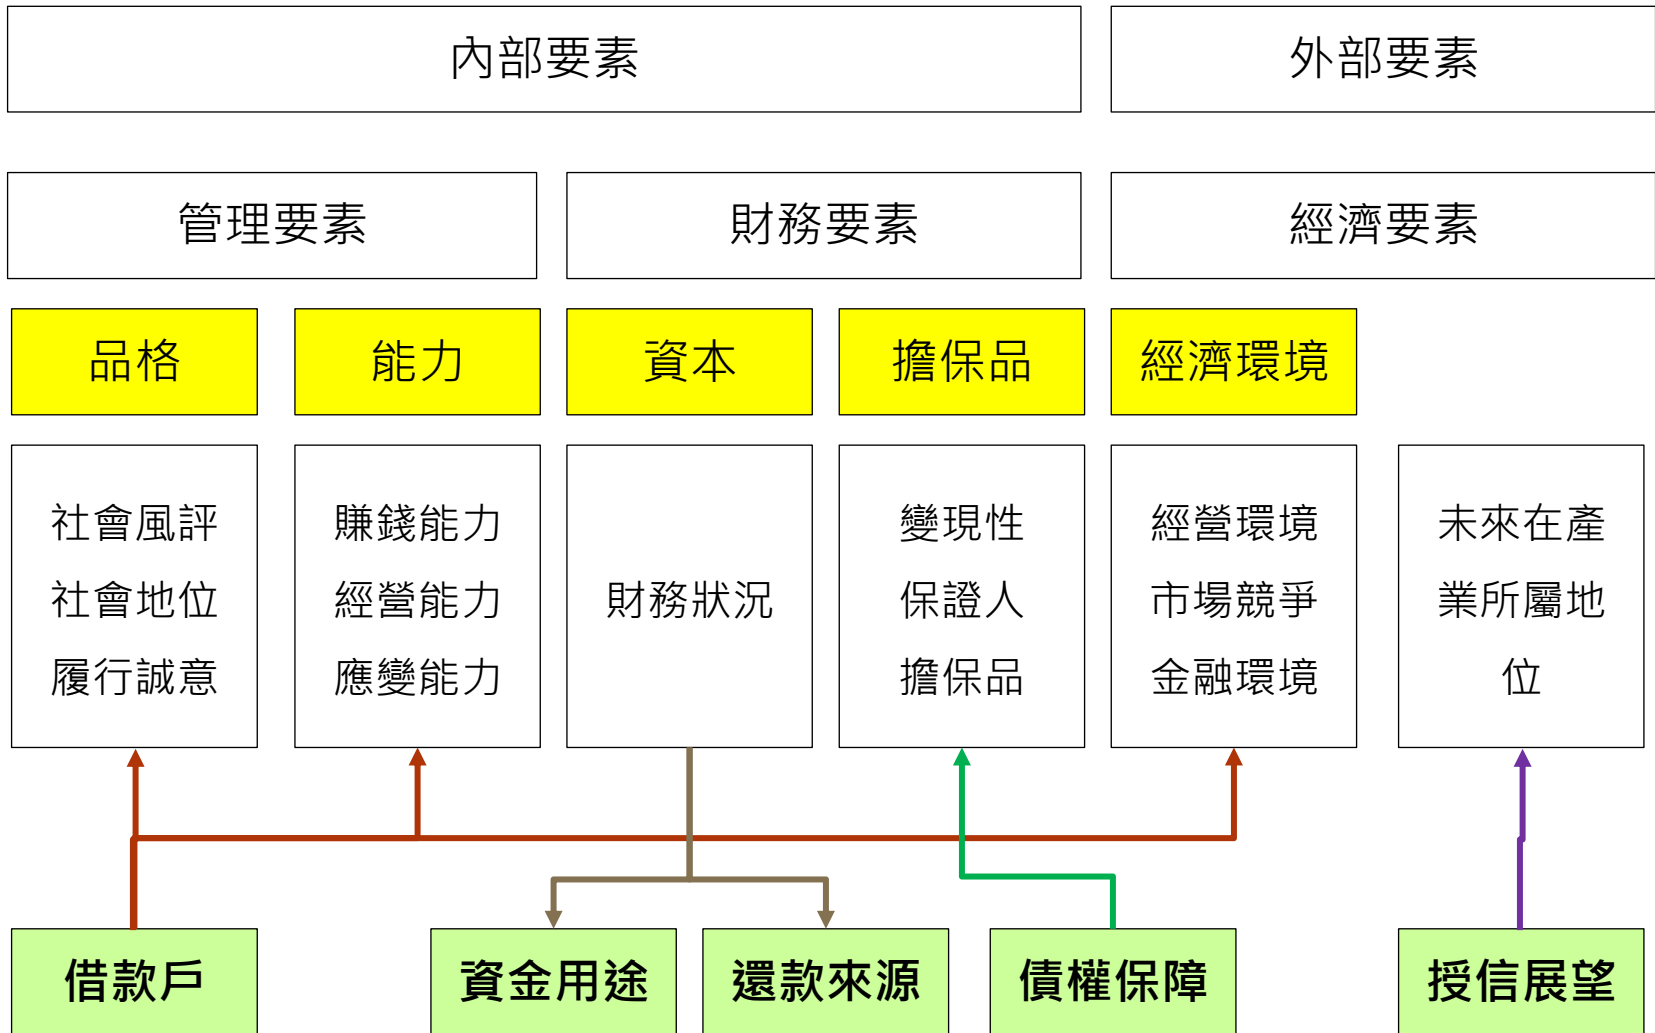 內部要素
外部要素
管理要素
財務要素
經濟要素
品格
能力
資本
擔保品
經濟環境
社會風評
社會地位
履行誠意
賺錢能力
經營能力
應變能力
財務狀況
變現性
保證人
擔保品
經營環境
市場競爭
金融環境
未來在產
業所屬地
位
借款戶
資金用途
還款來源
債權保障
授信展望